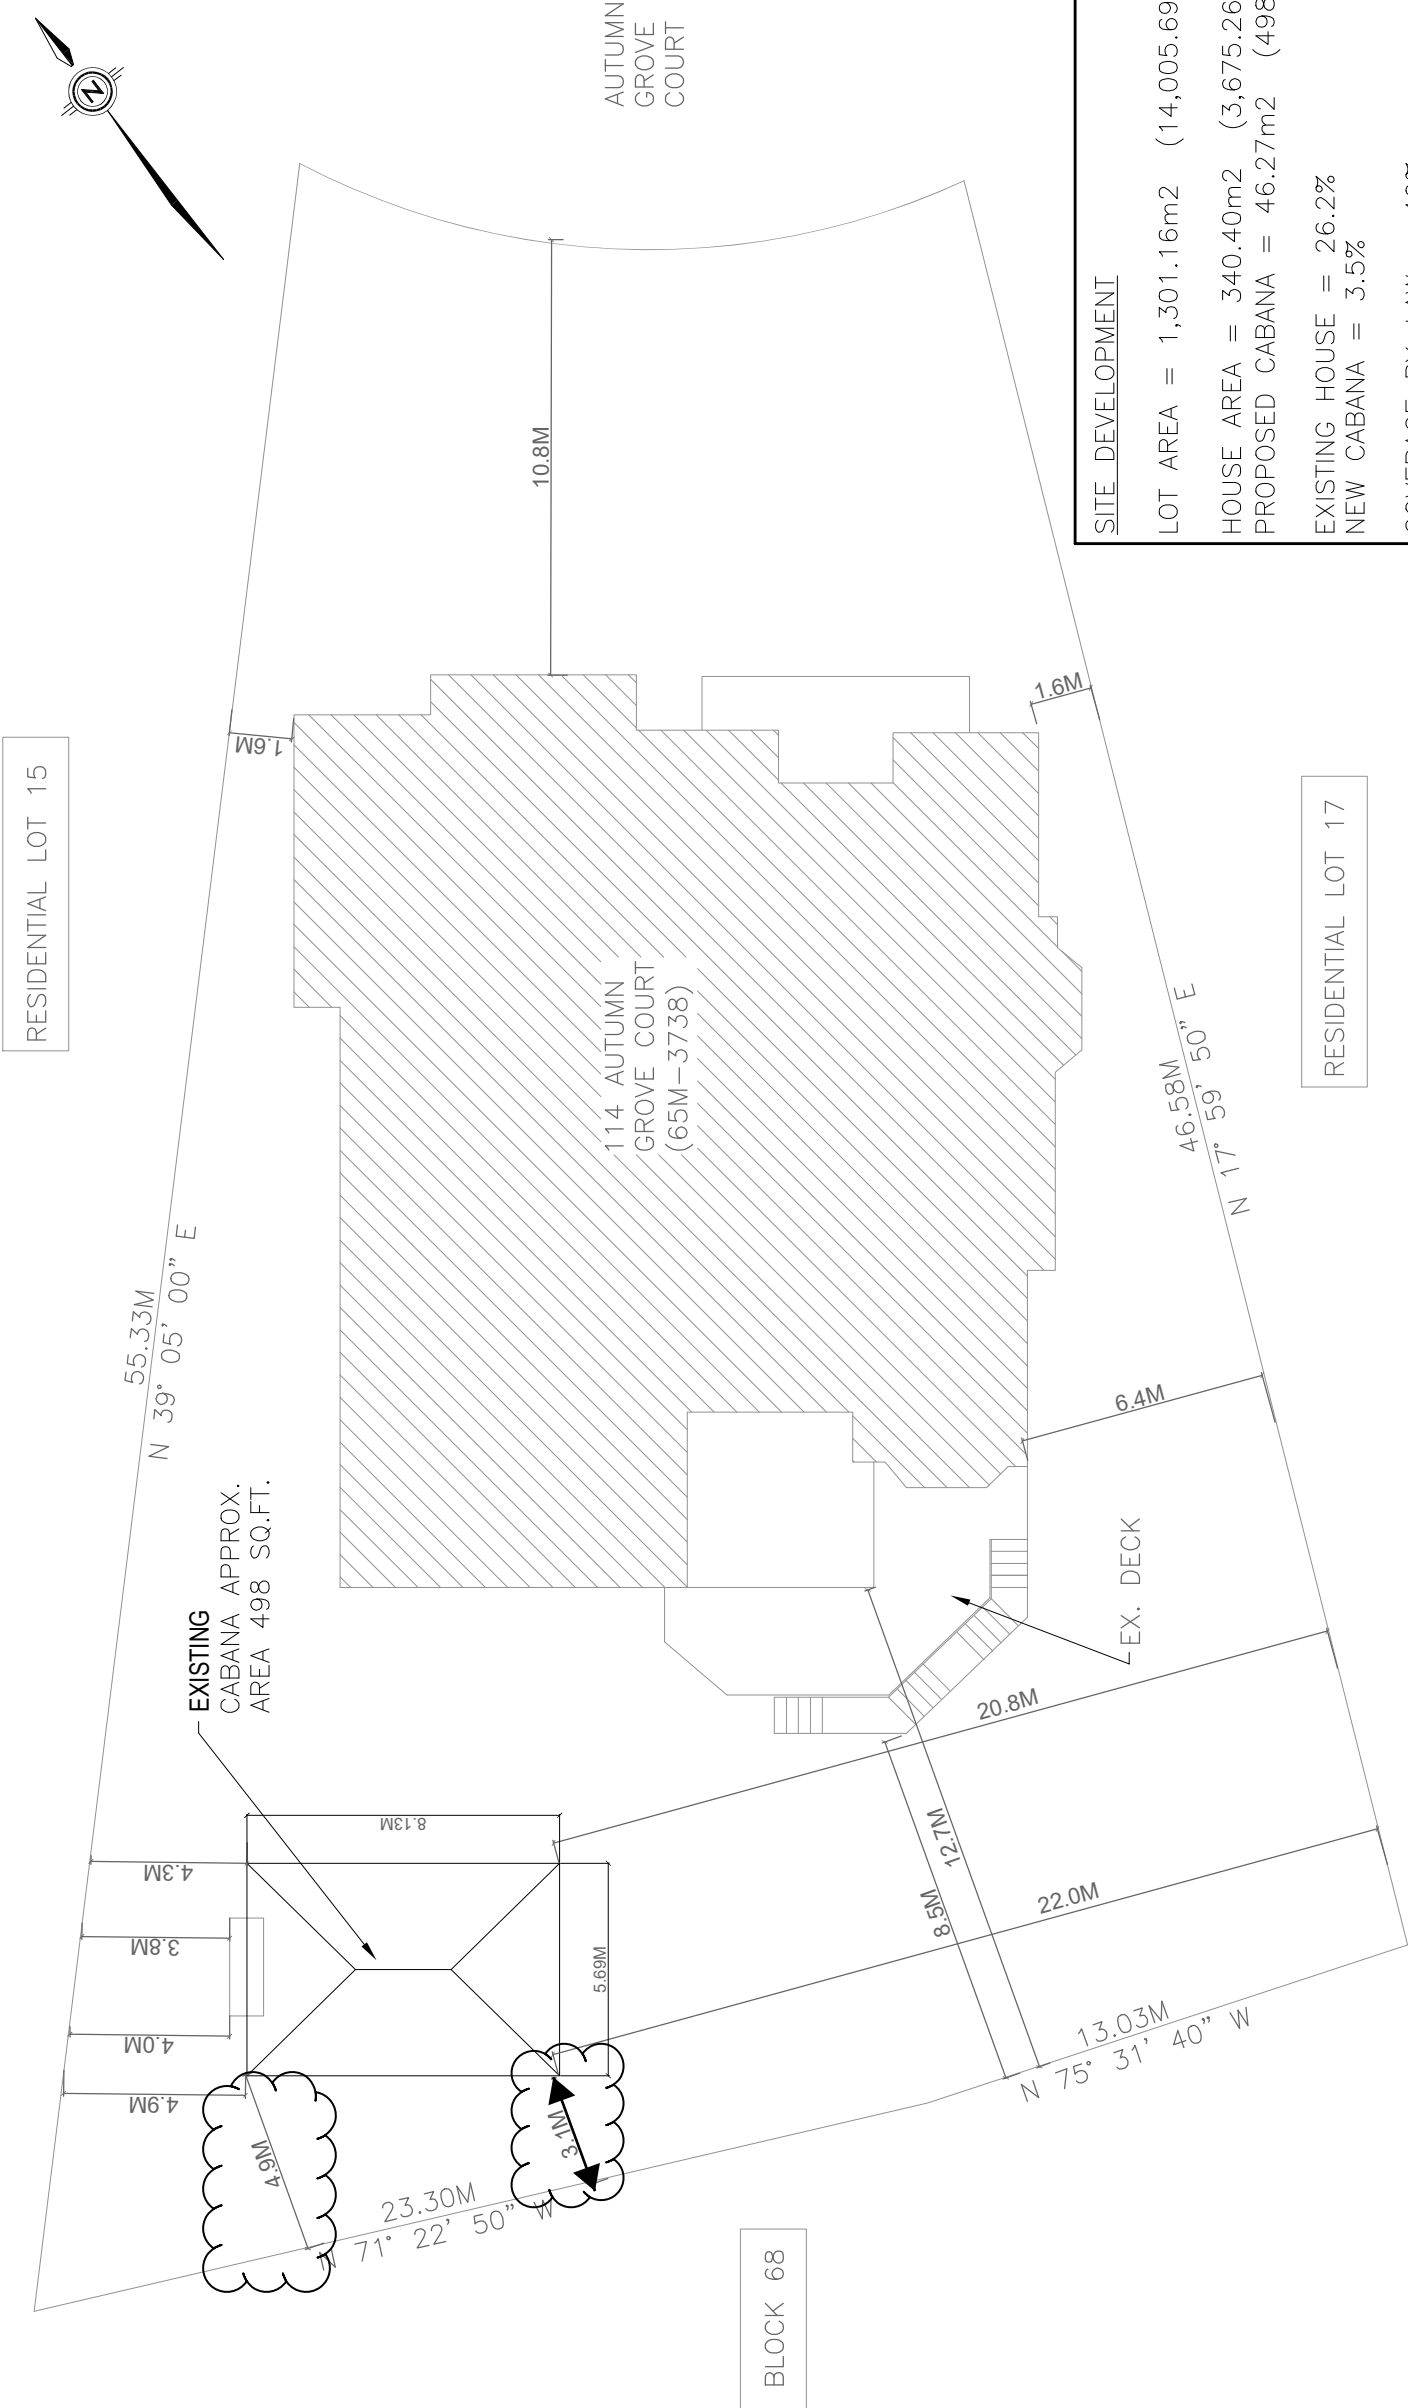 N
AUTUMN
GROVE
COURT
SITE DEVELOPMENT
LOT AREA = 1,301.16m2 (14,005.69
HOUSE AREA = 340.40m2 (3,675.26
PROPOSED CABANA = 46.27m2 (498
EXISTING HOUSE = 26.2%
NEW CABANA = 3.5%
RESIDENTIAL LOT 15
RESIDENTIAL LOT 17
BLOCK 68
10.8M
1.6M
1.6M
114 AUTUMN
GROVE COURT
(65M-3738)
55.33M
N 39° 05' 00" E
46.58M
N 17° 59' 50" E
EXISTING
CABANA APPROX.
AREA 498 SQ.FT.
6.4M
EX. DECK
20.8M
22.0M
12.7M
8.5M
8.13M
5.69M
4.3M
3.8M
4.0M
4.9M
4.9M
3.1M
23.30M
N 71° 22' 50" W
13.03M
N 75° 31' 40" W